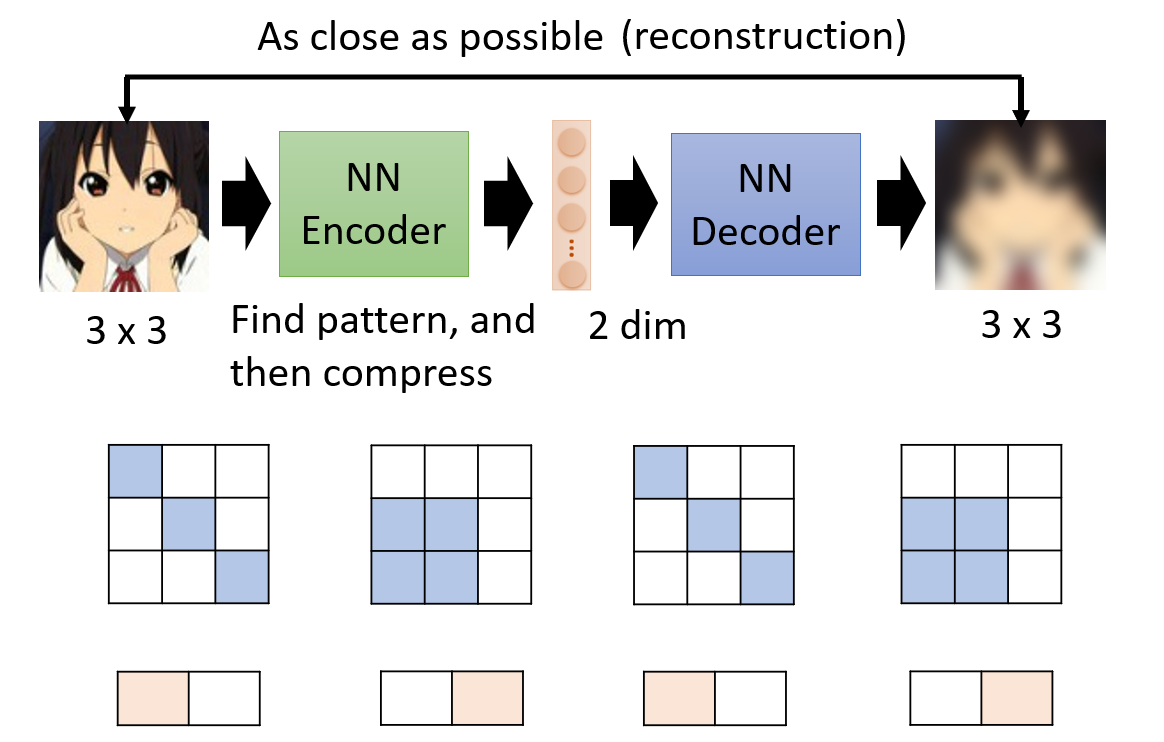 As close as possible (reconstruction)
NN
Encoder
NN
Decoder
3 x 3
Find pattern, and
then compress
2 dim
3 x 3